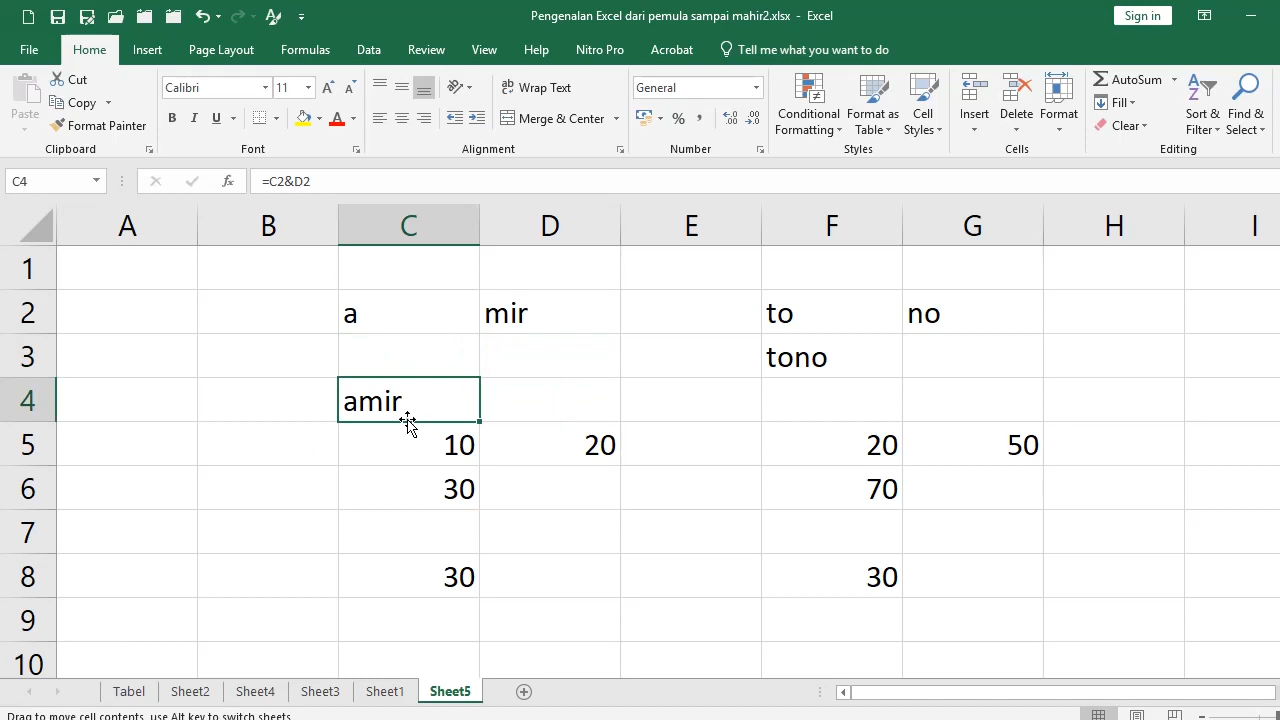 Pengenalan Excel dari pemula sampai mahir2.xlsx - Excel
Sign in
File Home Insert Page Layout Formulas Data Review View Help Nitro Pro Acrobat Tell me what you want to do
Paste
Cut
Copy
Format Painter
Clipboard
Calibri 11
B I U
Font
Wrap Text
Merge & Center
Alignment
General
Number
Conditional Formatting
Format as Table
Cell Styles
Styles
Insert Delete Format
Cells
AutoSum
Fill
Clear
Sort & Filter
Find & Select
Editing
C4 fx =C2&D2
A B C D E F G H I
1
2 a mir to no
3 tono
4 amir
5 10 20 20 50
6 30 70
7
8 30 30
9
10
Tabel Sheet2 Sheet4 Sheet3 Sheet1 Sheet5
Drag to move cell contents, use Alt key to switch sheets